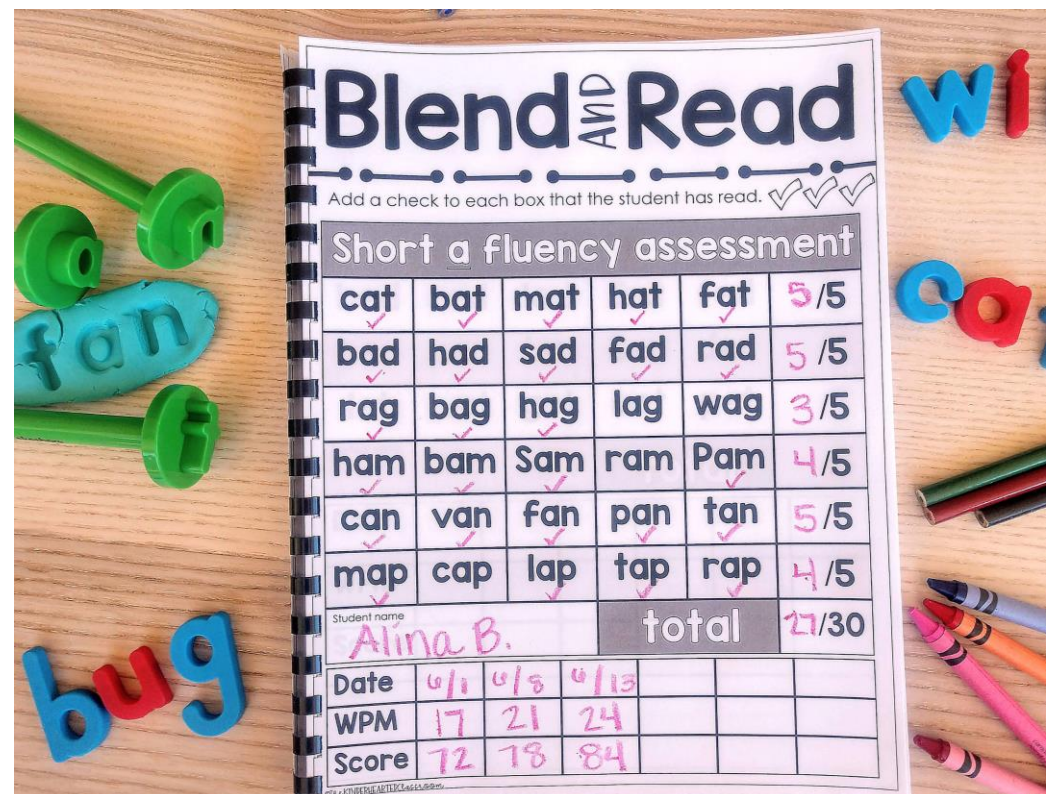 Blend AND Read
Add a check to each box that the student has read.
Short a fluency assessment
cat bat mat hat fat 5/5
bad had sad fad rad 5/5
rag bag hag lag wag 3/5
ham bam Sam ram Pam 4/5
can van fan pan tan 5/5
map cap lap tap rap 4/5
Student name
Alina B.
total 27/30
Date 6/1 6/8 6/13
WPM 17 21 24
Score 72 78 84
n
a
fan
bug
wi
ca